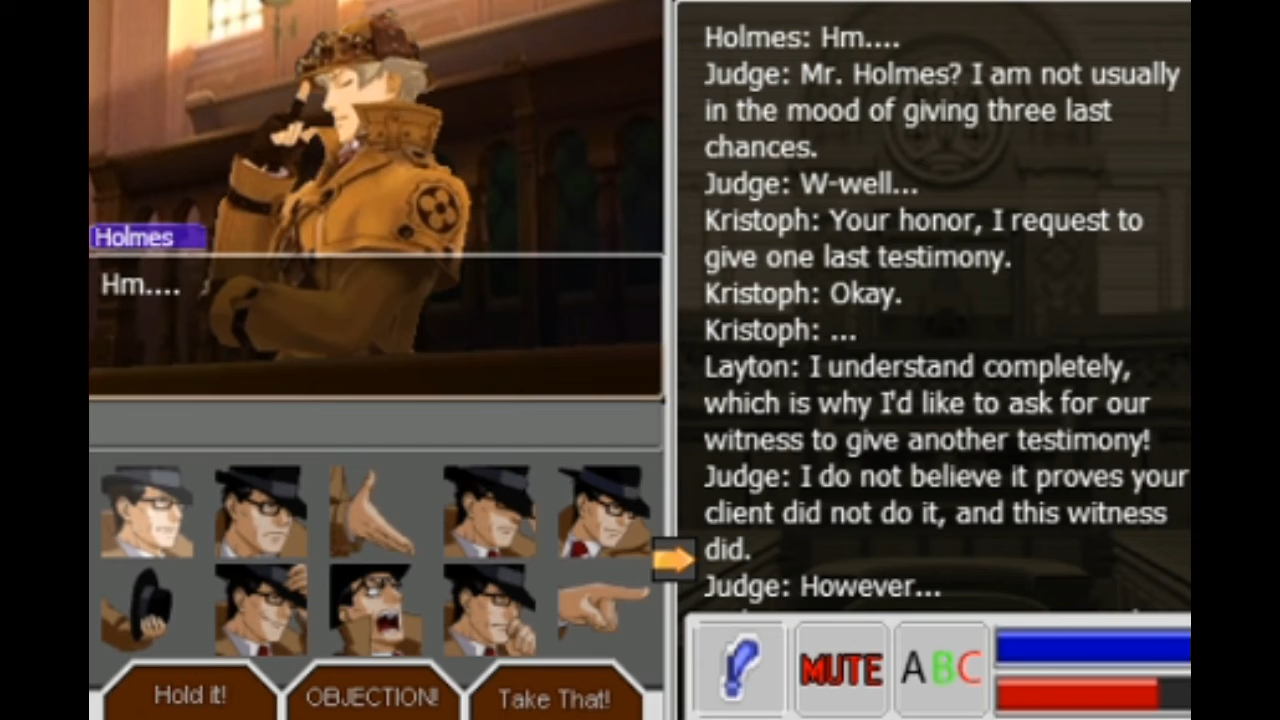 Holmes
Hm....
Hold it!
OBJECTION!
Take That!
Holmes: Hm....
Judge: Mr. Holmes? I am not usually
in the mood of giving three last
chances.
Judge: W-well...
Kristoph: Your honor, I request to
give one last testimony.
Kristoph: Okay.
Kristoph: ...
Layton: I understand completely,
which is why I'd like to ask for our
witness to give another testimony!
Judge: I do not believe it proves your
client did not do it, and this witness
did.
Judge: However...
MUTE
ABC